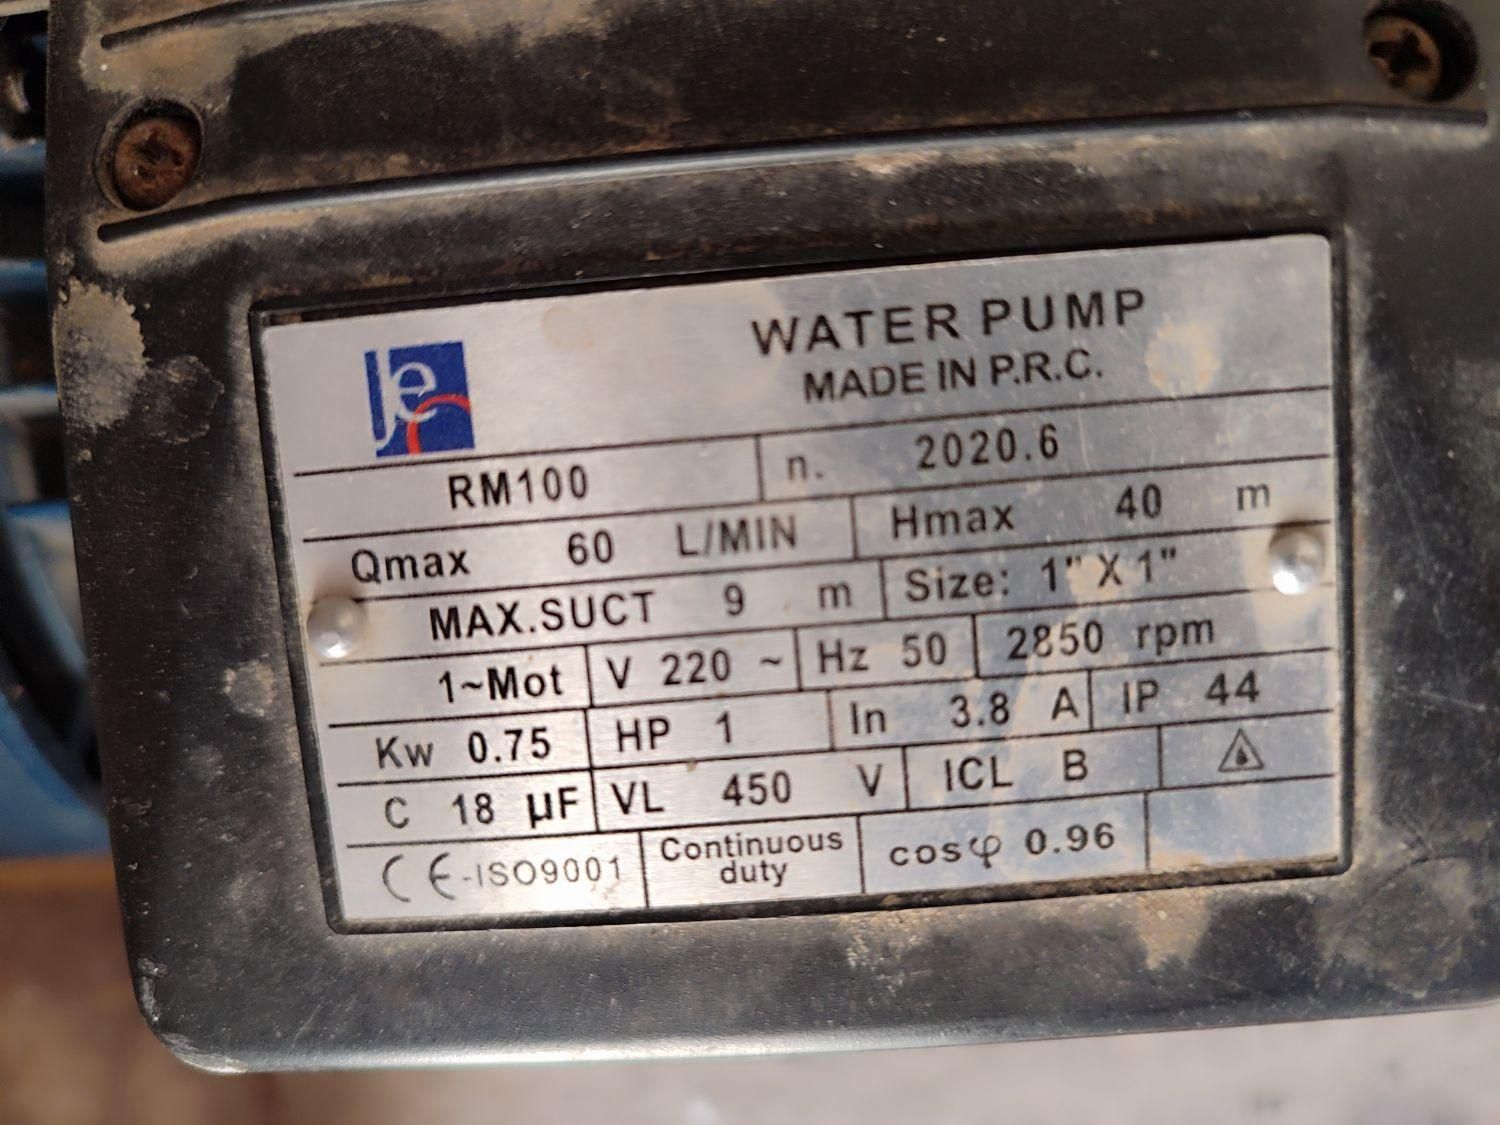 Je
WATER PUMP
MADE IN P.R.C.
RM100 n. 2020.6
Qmax 60 L/MIN Hmax 40 m
MAX.SUCT 9 m Size: 1" X 1"
1~Mot V 220 ~ Hz 50 2850 rpm
Kw 0.75 HP 1 In 3.8 A IP 44
C 18 µF VL 450 V ICL B
CE-ISO9001 Continuous duty cosφ 0.96